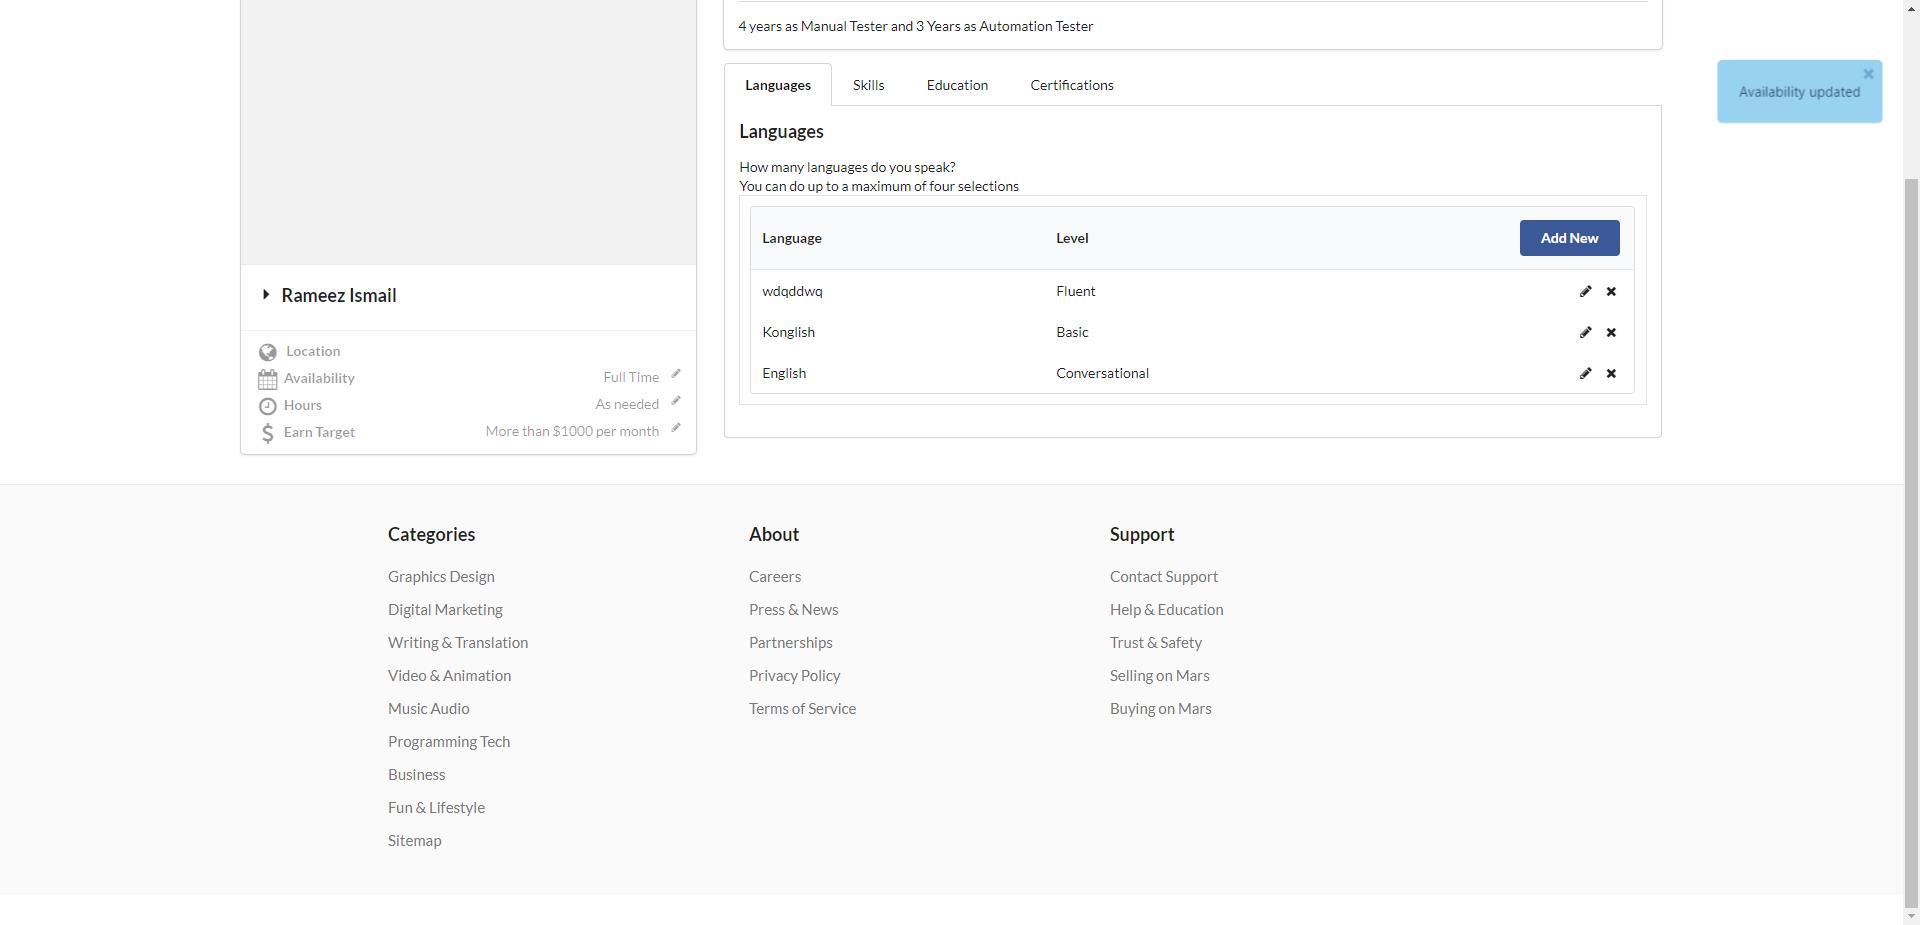 4 years as Manual Tester and 3 Years as Automation Tester
Languages Skills Education Certifications
Availability updated
Languages
How many languages do you speak?
You can do up to a maximum of four selections
Language Level Add New
wdqddwq Fluent
Konglish Basic
English Conversational
Rameez Ismail
Location
Availability Full Time
Hours As needed
Earn Target More than $1000 per month
Categories
Graphics Design
Digital Marketing
Writing & Translation
Video & Animation
Music Audio
Programming Tech
Business
Fun & Lifestyle
Sitemap
About
Careers
Press & News
Partnerships
Privacy Policy
Terms of Service
Support
Contact Support
Help & Education
Trust & Safety
Selling on Mars
Buying on Mars